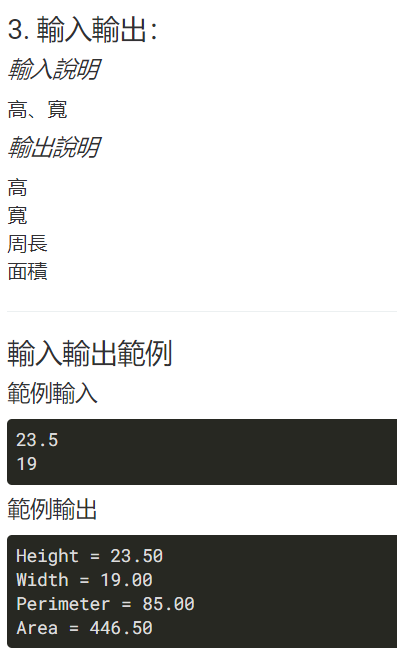 3. 輸入輸出：
輸入說明
高、寬
輸出說明
高
寬
周長
面積
輸入輸出範例
範例輸入
23.5
19
範例輸出
Height = 23.50
Width = 19.00
Perimeter = 85.00
Area = 446.50